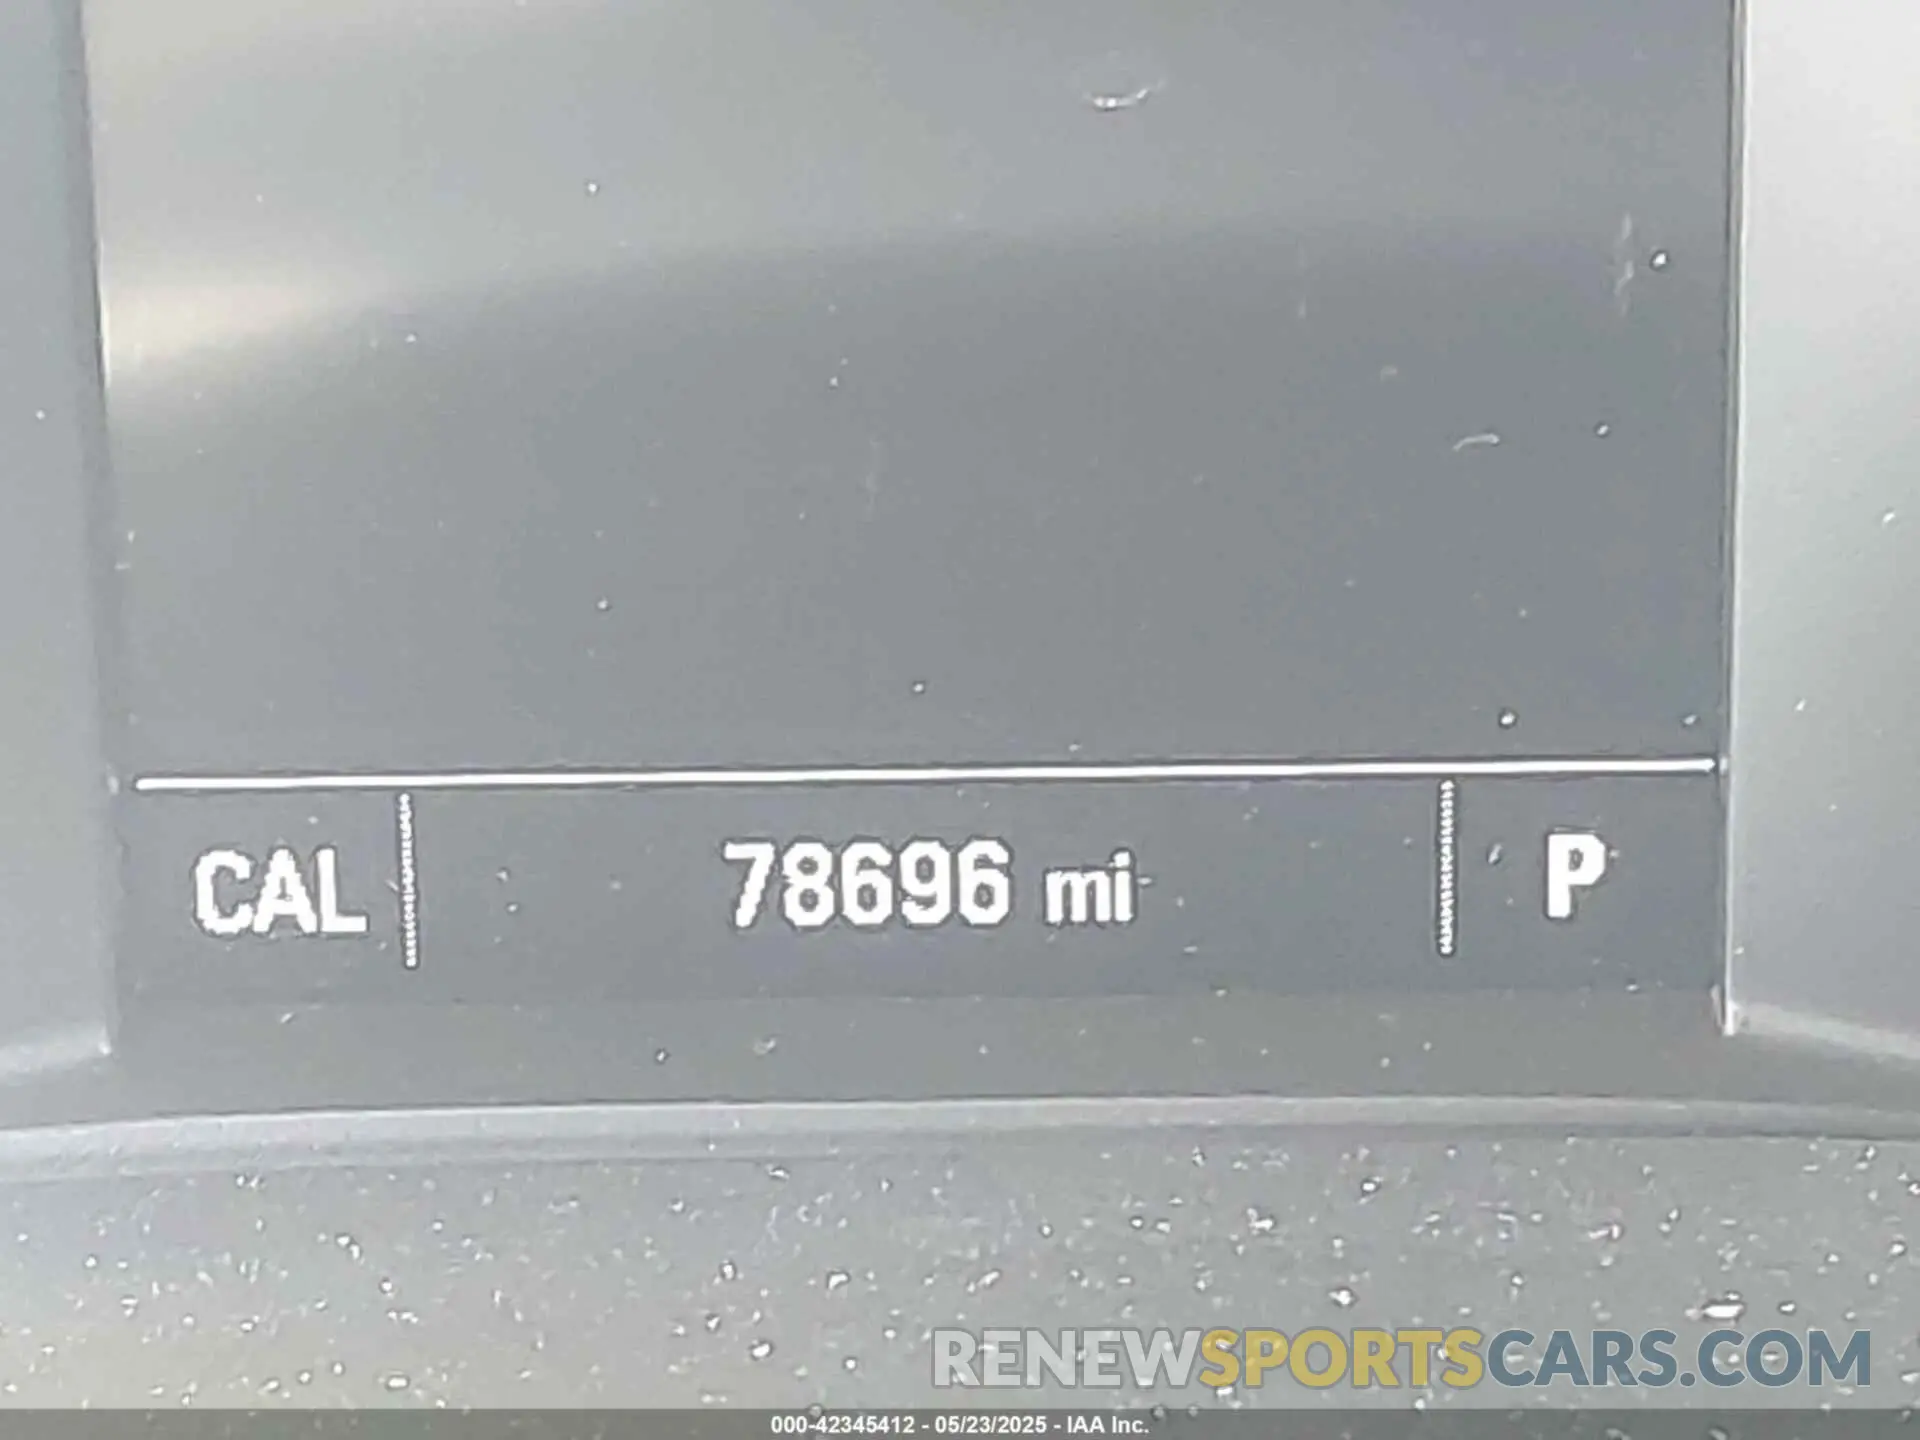 CAL 78696 mi P
RENEWSPORTSCARS.COM
000-42345412 - 05/23/2025 - IAA Inc.